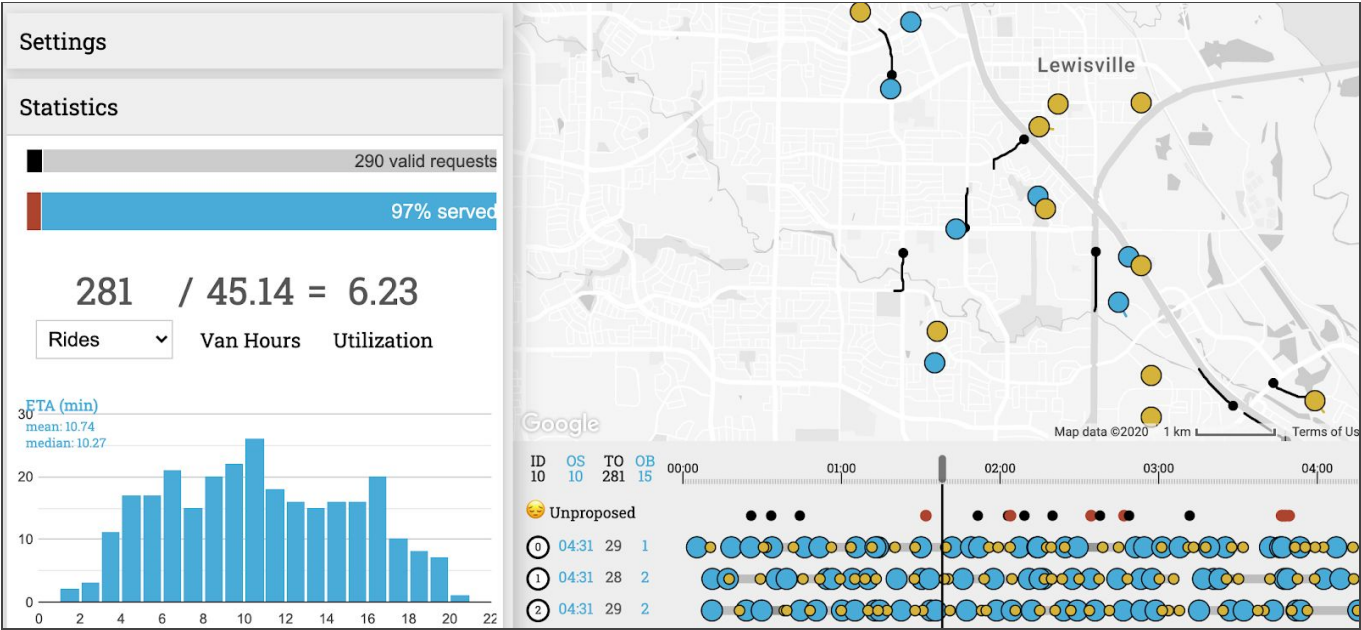 Settings
Statistics
290 valid requests
97% served
281 / 45.14 = 6.23
Rides Van Hours Utilization
ETA (min)
mean: 10.74
median: 10.27
30
20
10
0
0 2 4 6 8 10 12 14 16 18 20 22
Lewisville
Google
Map data ©2020 1 km Terms of Us
ID OS TO OB
10 10 281 15
00:00 01:00 02:00 03:00 04:00
Unproposed
0 04:31 29 1
1 04:31 28 2
2 04:31 29 2